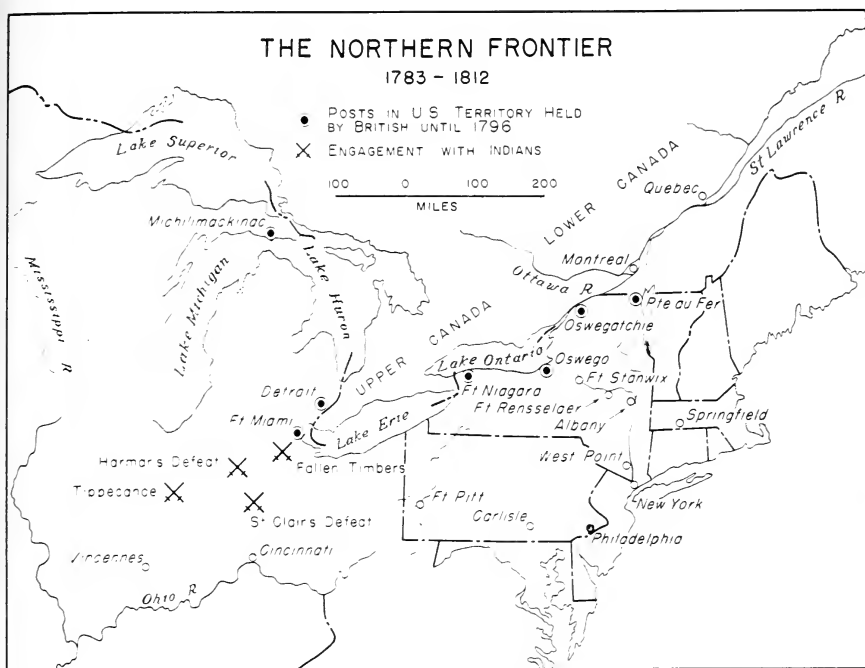 THE NORTHERN FRONTIER
1783 – 1812
POSTS IN US TERRITORY HELD
BY BRITISH UNTIL 1796
ENGAGEMENT WITH INDIANS
100 0 100 200
MILES
Lake Superior
LOWER CANADA
St Lawrence R
Quebec
Michilimackinac
Lake Huron
Montreal
Ottawa R
Mississippi R
Lake Michigan
Pte au Fer
Oswegatchie
UPPER CANADA
Lake Ontario
Oswego
Ft Stanwix
Detroit
Ft Niagara
Ft Rensselaer
Ft Miami
Lake Erie
Albany
Springfield
Harmar's Defeat
Fallen Timbers
West Point
Tippecanoe
Ft Pitt
New York
St Clair's Defeat
Carlisle
Philadelphia
Vincennes
Cincinnati
Ohio R